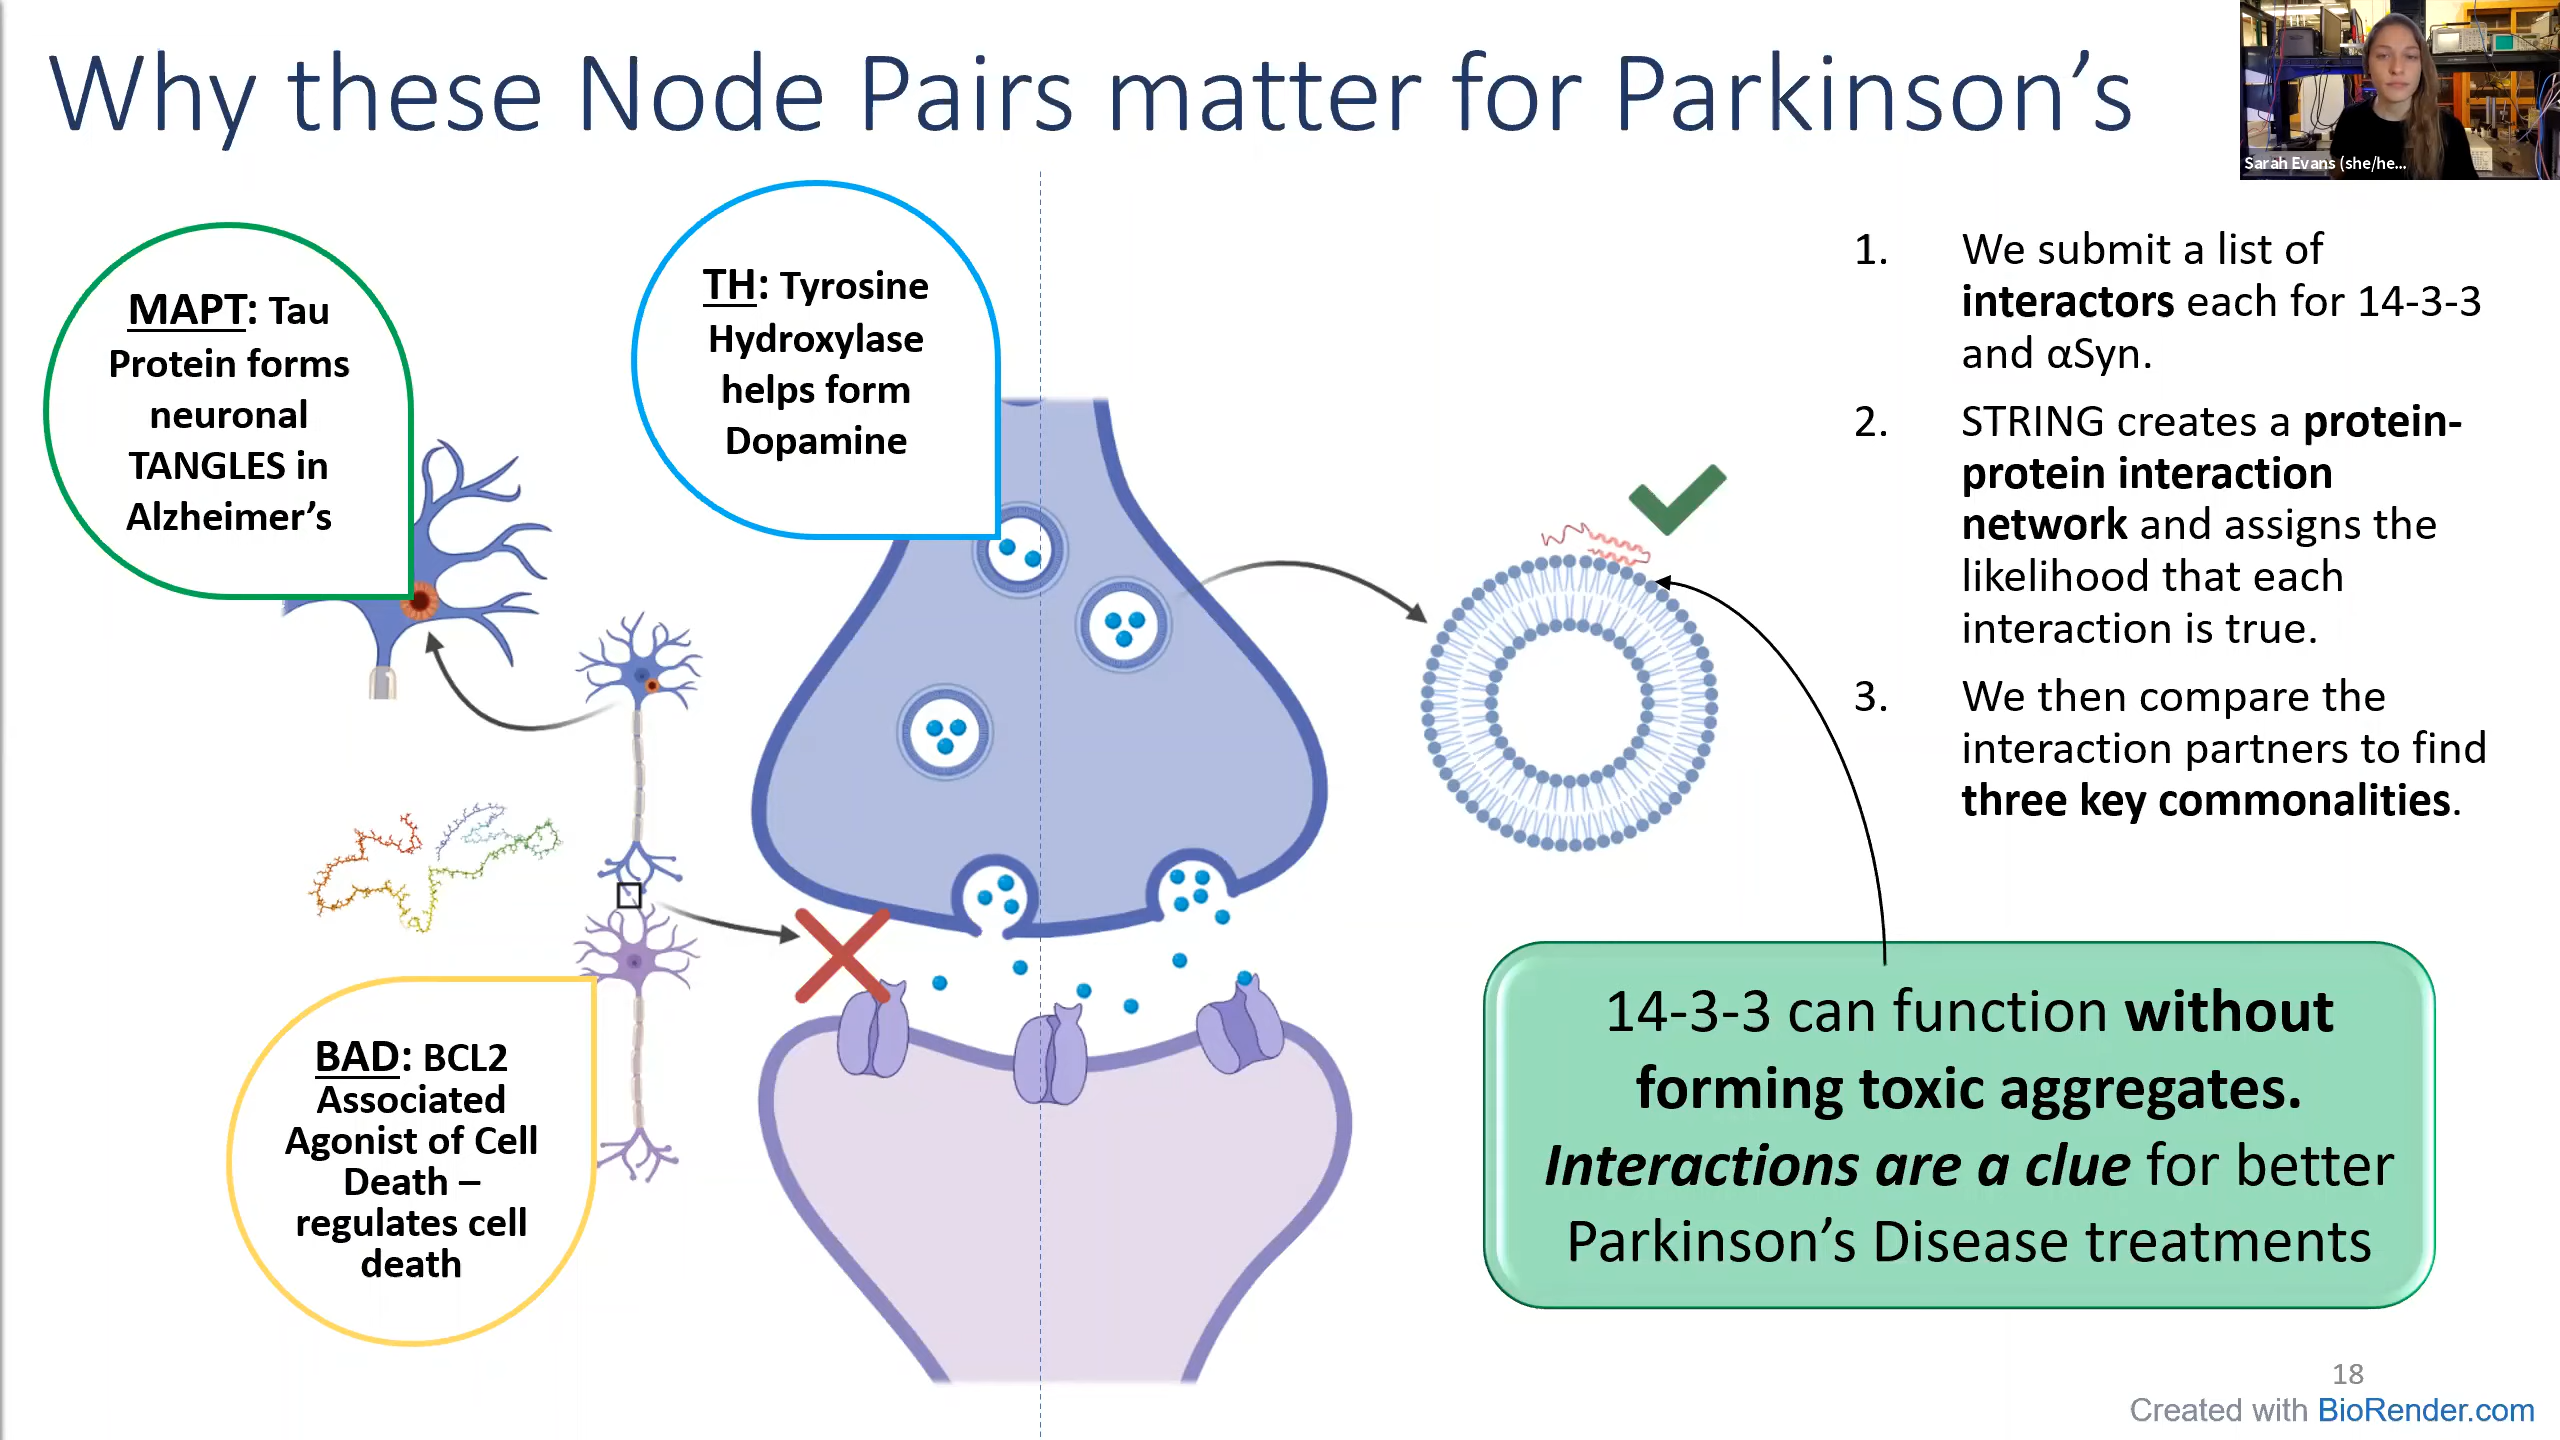 Why these Node Pairs matter for Parkinson’s
Sarah Evans (she/he...
MAPT: Tau
Protein forms
neuronal
TANGLES in
Alzheimer’s
TH: Tyrosine
Hydroxylase
helps form
Dopamine
BAD: BCL2
Associated
Agonist of Cell
Death –
regulates cell
death
1. We submit a list of
interactors each for 14-3-3
and αSyn.
2. STRING creates a protein-
protein interaction
network and assigns the
likelihood that each
interaction is true.
3. We then compare the
interaction partners to find
three key commonalities.
14-3-3 can function without
forming toxic aggregates.
Interactions are a clue for better
Parkinson’s Disease treatments
18
Created with BioRender.com